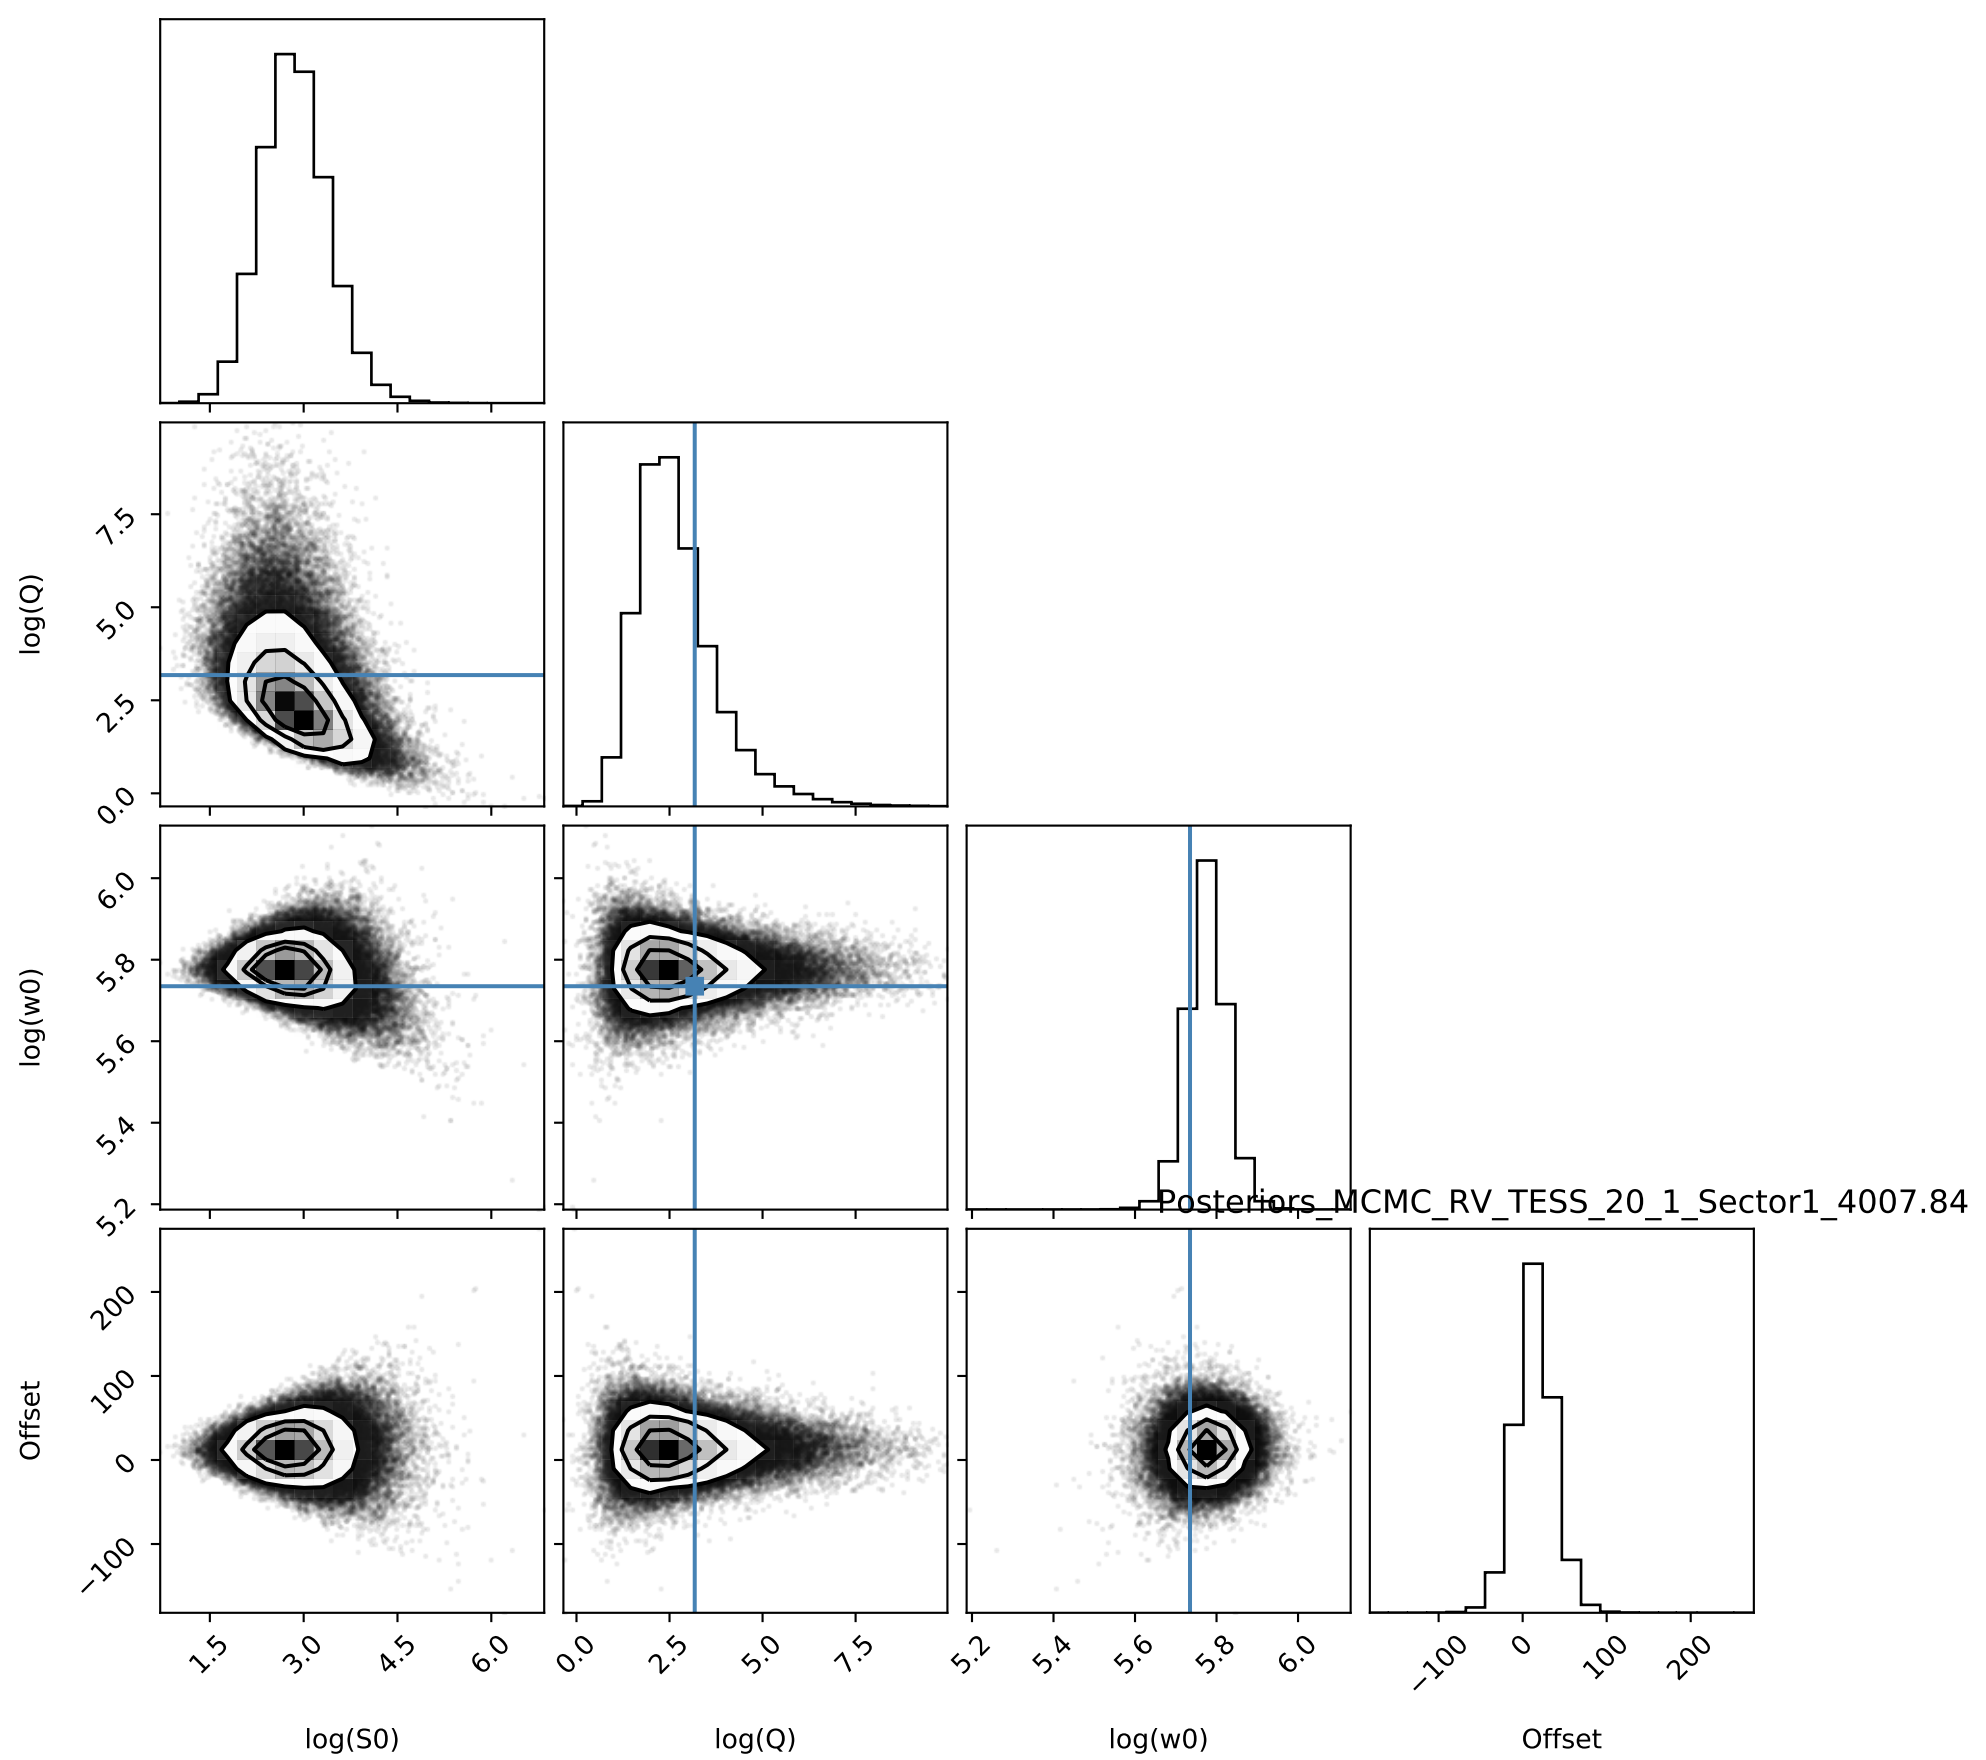 log(Q)
7.5
5.0
2.5
0.0
log(w0)
6.0
5.8
5.6
5.4
5.2
Posteriors_MCMC_RV_TESS_20_1_Sector1_4007.84
Offset
200
100
0
−100
1.5 3.0 4.5 6.0 0.0 2.5 5.0 7.5 5.2 5.4 5.6 5.8 6.0 −100 0 100 200
log(S0) log(Q) log(w0) Offset